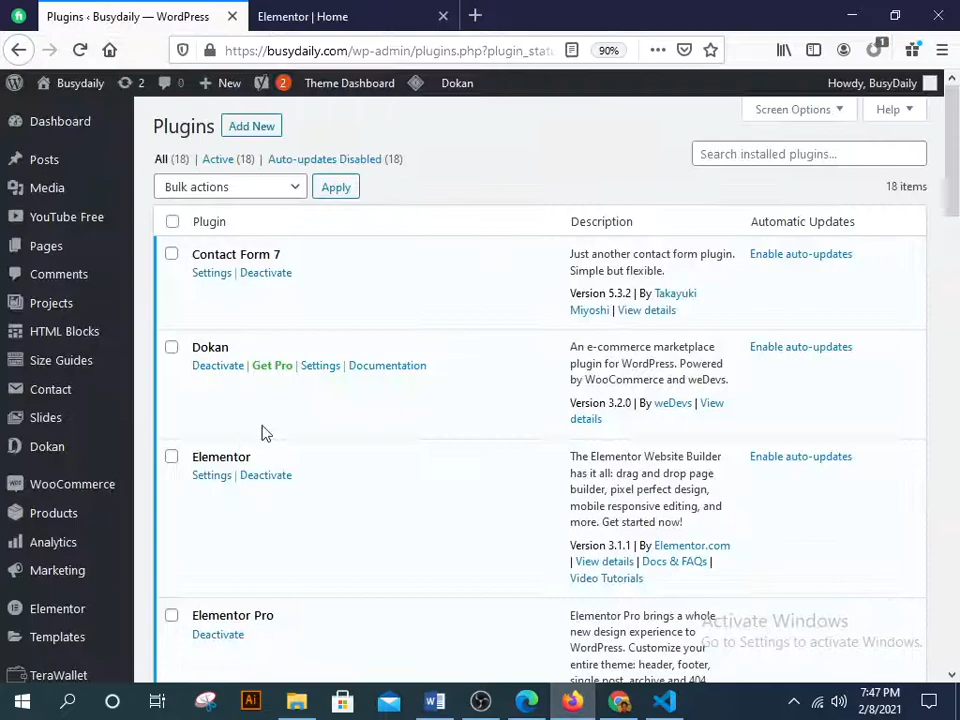 Plugins ‹ Busydaily — WordPress
Elementor | Home
https://busydaily.com/wp-admin/plugins.php?plugin_statu
90%
1
Busydaily
2
0
New
2
Theme Dashboard
Dokan
Howdy, BusyDaily
Dashboard
Posts
Media
YouTube Free
Pages
Comments
Projects
HTML Blocks
Size Guides
Contact
Slides
Dokan
WooCommerce
Products
Analytics
Marketing
Elementor
Templates
TeraWallet
Plugins
Add New
Screen Options
Help
All (18) | Active (18) | Auto-updates Disabled (18)
Search installed plugins...
Bulk actions
Apply
18 items
Plugin
Description
Automatic Updates
Contact Form 7
Settings | Deactivate
Just another contact form plugin.
Simple but flexible.
Version 5.3.2 | By Takayuki
Miyoshi | View details
Enable auto-updates
Dokan
Deactivate | Get Pro | Settings | Documentation
An e-commerce marketplace
plugin for WordPress. Powered
by WooCommerce and weDevs.
Version 3.2.0 | By weDevs | View
details
Enable auto-updates
Elementor
Settings | Deactivate
The Elementor Website Builder
has it all: drag and drop page
builder, pixel perfect design,
mobile responsive editing, and
more. Get started now!
Version 3.1.1 | By Elementor.com
| View details | Docs & FAQs |
Video Tutorials
Enable auto-updates
Elementor Pro
Deactivate
Elementor Pro brings a whole
new design experience to
WordPress. Customize your
entire theme: header, footer,
single post, archive and 404
Activate Windows
Go to Settings to activate Windows.
Ai
7:47 PM
2/8/2021